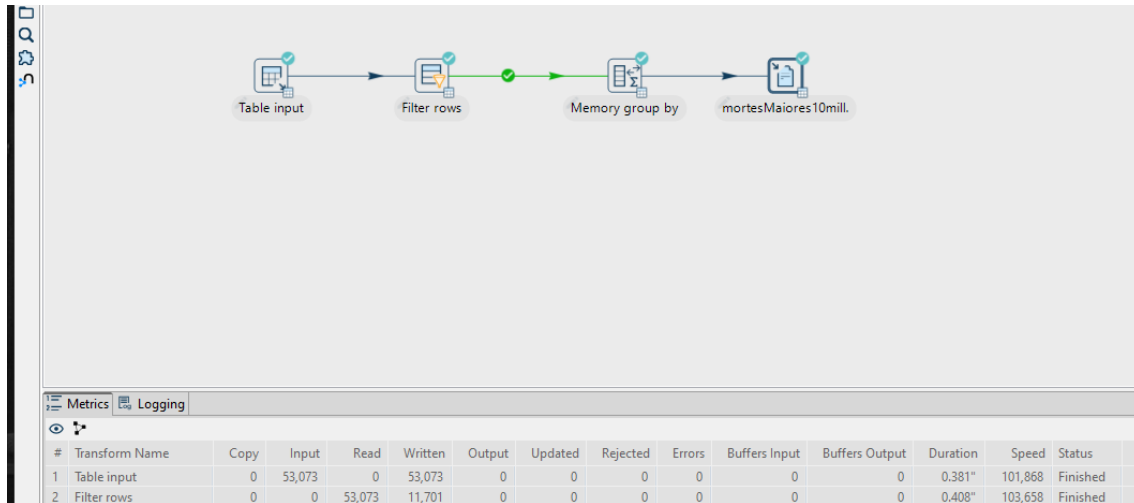 Table input
Filter rows
Memory group by
mortesMaiores10mill.
Metrics
Logging
# Transform Name Copy Input Read Written Output Updated Rejected Errors Buffers Input Buffers Output Duration Speed Status
1 Table input 0 53,073 0 53,073 0 0 0 0 0 0 0.381" 101,868 Finished
2 Filter rows 0 0 53,073 11,701 0 0 0 0 0 0 0.408" 103,658 Finished